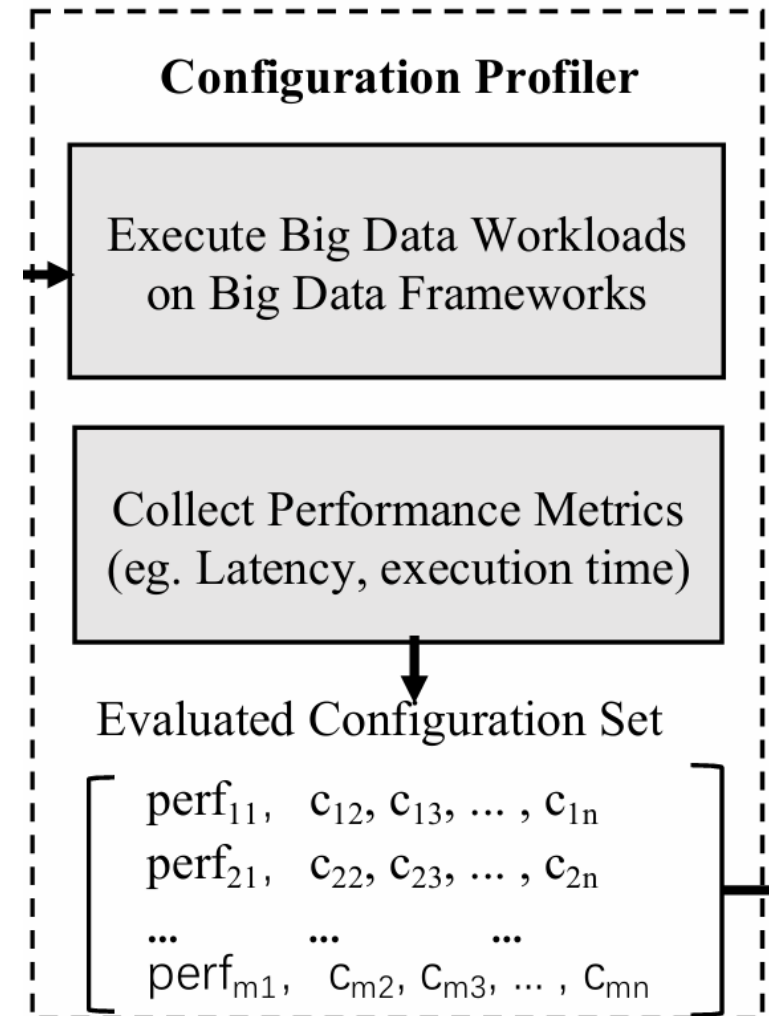 Configuration Profiler
Execute Big Data Workloads
on Big Data Frameworks
Collect Performance Metrics
(eg. Latency, execution time)
Evaluated Configuration Set
perf₁₁, c₁₂, c₁₃, ... , c₁ₙ
perf₂₁, c₂₂, c₂₃, ... , c₂ₙ
... ... ...
perfₘ₁, cₘ₂, cₘ₃, ... , cₘₙ